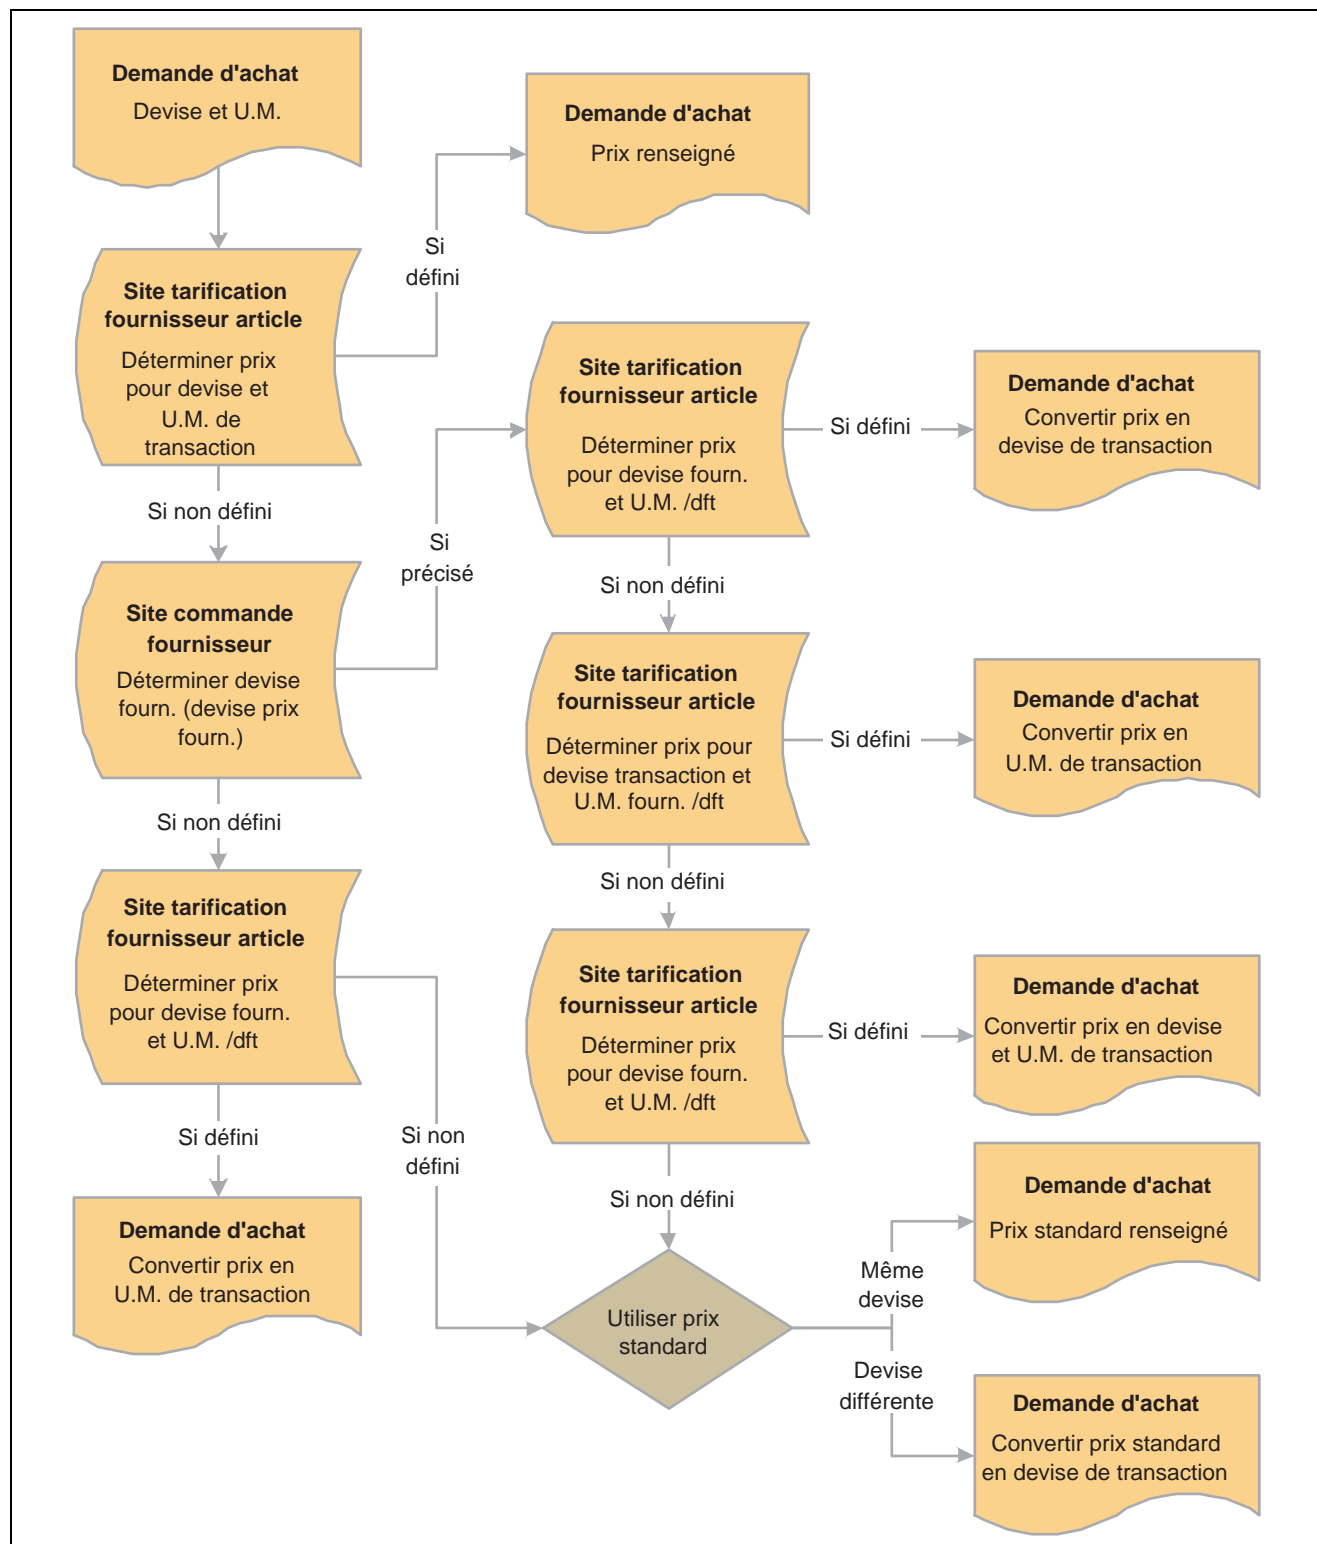 Demande d'achat
Devise et U.M.
Demande d'achat
Prix renseigné
Si
défini
Site tarification
fournisseur article
Déterminer prix
pour devise et
U.M. de
transaction
Si non défini
Site tarification
fournisseur article
Déterminer prix
pour devise fourn.
et U.M. /dft
Si défini
Demande d'achat
Convertir prix en
devise de transaction
Si
précisé
Si non défini
Site commande
fournisseur
Déterminer devise
fourn. (devise prix
fourn.)
Si non défini
Site tarification
fournisseur article
Déterminer prix pour
devise transaction et
U.M. fourn. /dft
Si défini
Demande d'achat
Convertir prix en
U.M. de transaction
Si non défini
Site tarification
fournisseur article
Déterminer prix
pour devise fourn.
et U.M. /dft
Si défini
Si non
défini
Site tarification
fournisseur article
Déterminer prix
pour devise fourn.
et U.M. /dft
Si défini
Demande d'achat
Convertir prix en devise
et U.M. de transaction
Si non défini
Demande d'achat
Convertir prix en
U.M. de transaction
Utiliser prix
standard
Même
devise
Demande d'achat
Prix standard renseigné
Devise
différente
Demande d'achat
Convertir prix standard
en devise de transaction